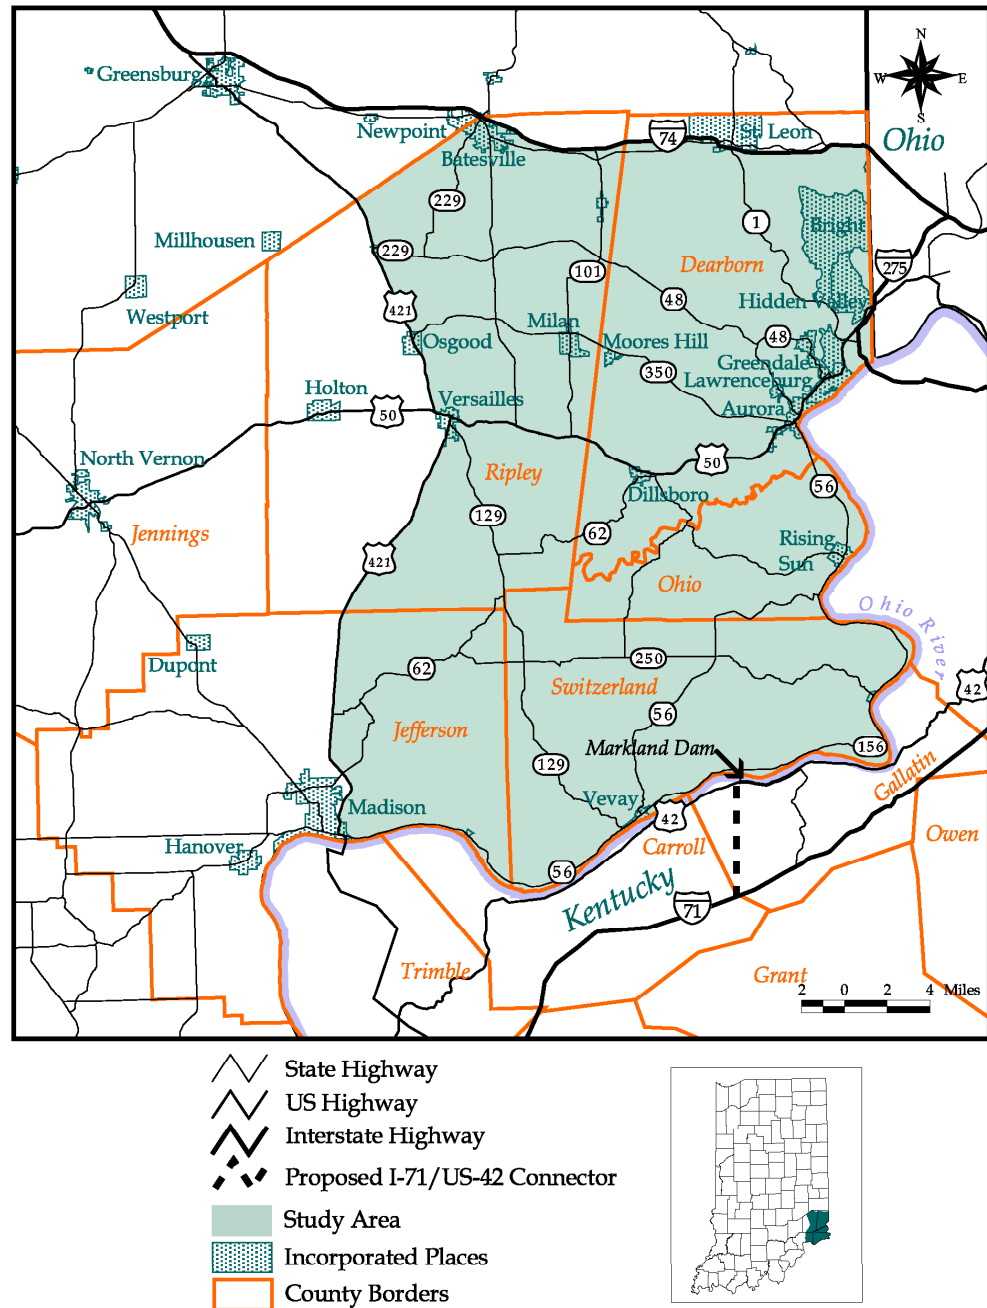 N
W
E
S
Greensburg
Newpoint
Batesville
74
St. Leon
Ohio
229
1
Bright
Millhousen
229
101
Dearborn
275
Westport
421
48
Hidden Valley
Osgood
Milan
Moores Hill
48
Greendale
350
Lawrenceburg
Holton
50
Versailles
Aurora
North Vernon
Ripley
50
Dillsboro
56
129
Jennings
62
Rising
Sun
421
Ohio
Ohio River
Dupont
62
250
42
Switzerland
Jefferson
56
Markland Dam
156
129
Gallatin
Madison
Vevay
42
Hanover
Carroll
Owen
56
Kentucky
71
Trimble
Grant
2 0 2 4 Miles
State Highway
US Highway
Interstate Highway
Proposed I-71/US-42 Connector
Study Area
Incorporated Places
County Borders